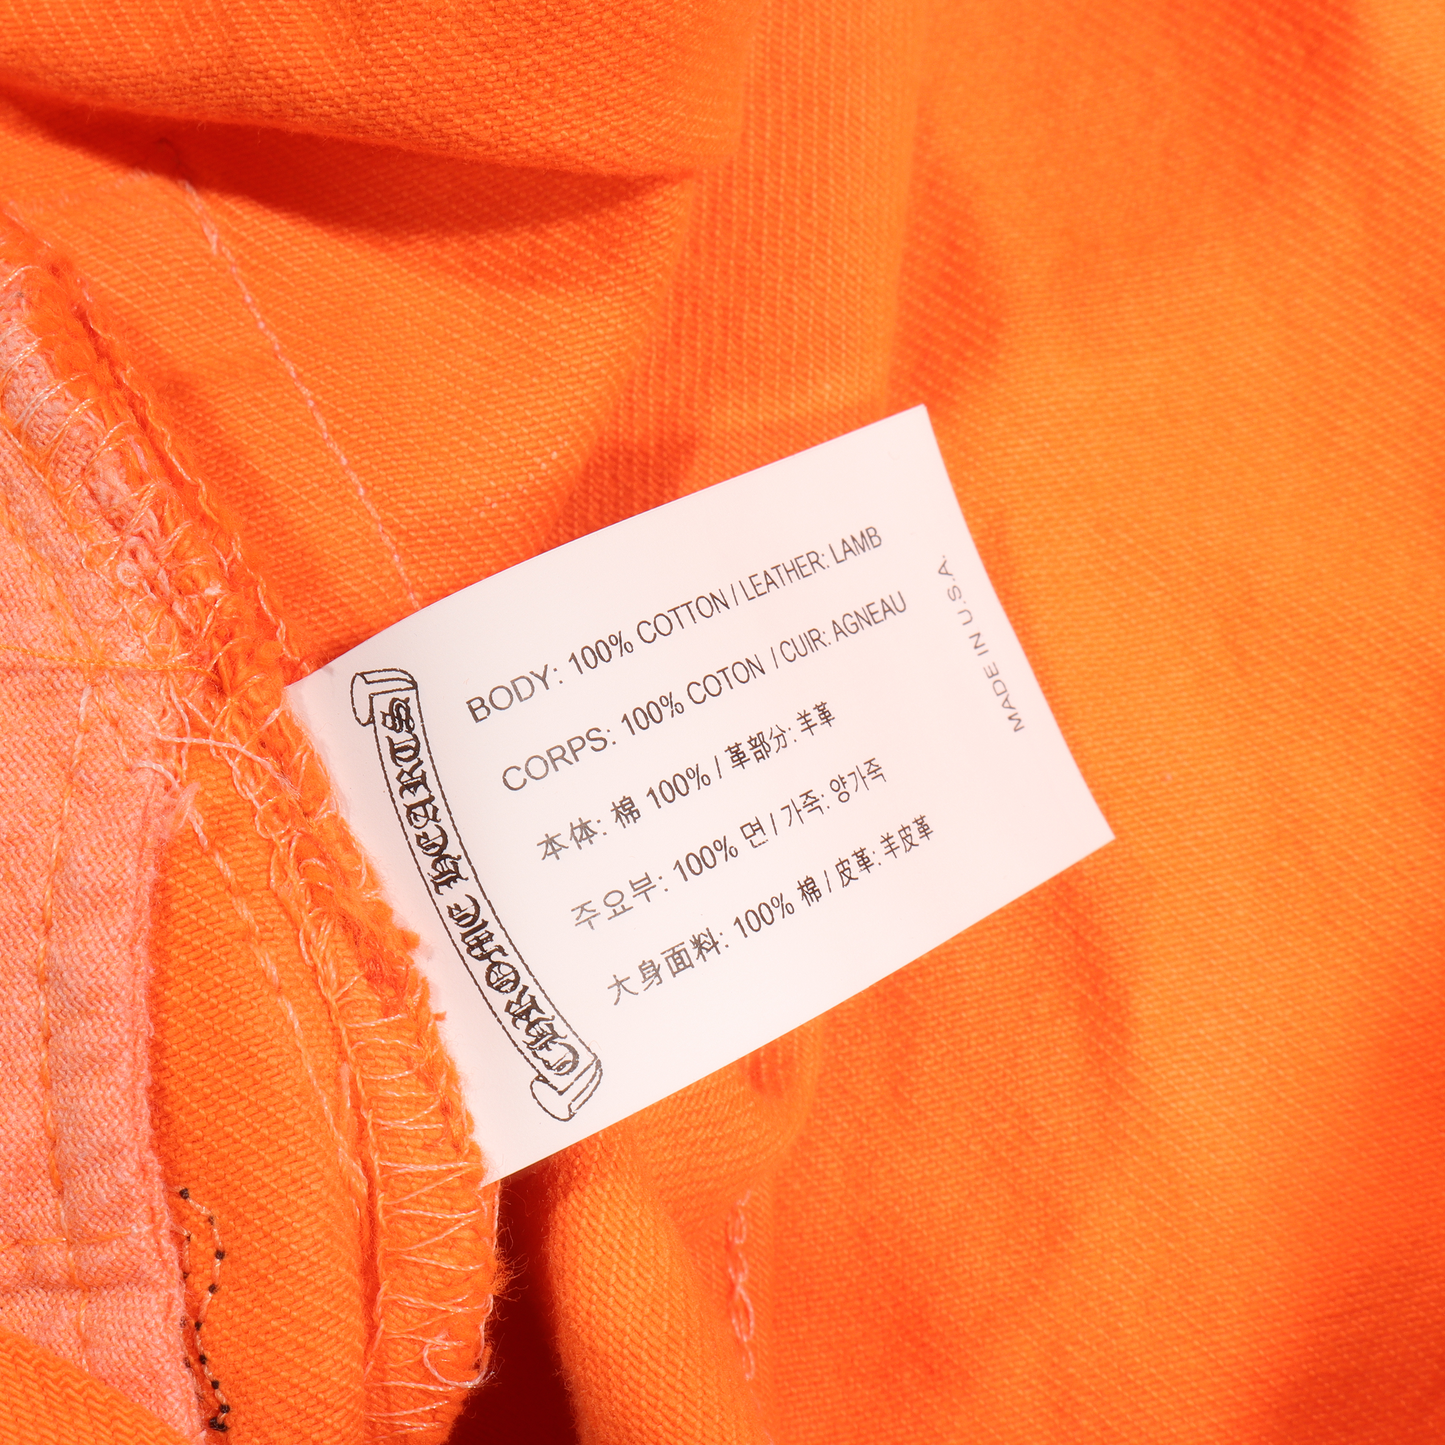 CHROME HEARTS
BODY: 100% COTTON / LEATHER: LAMB
CORPS: 100% COTON / CUIR: AGNEAU
本体: 棉 100% / 革部分: 羊革
주요부: 100% 면 / 가죽: 양가죽
大身面料: 100% 棉 / 皮革: 羊皮革
MADE IN U.S.A.